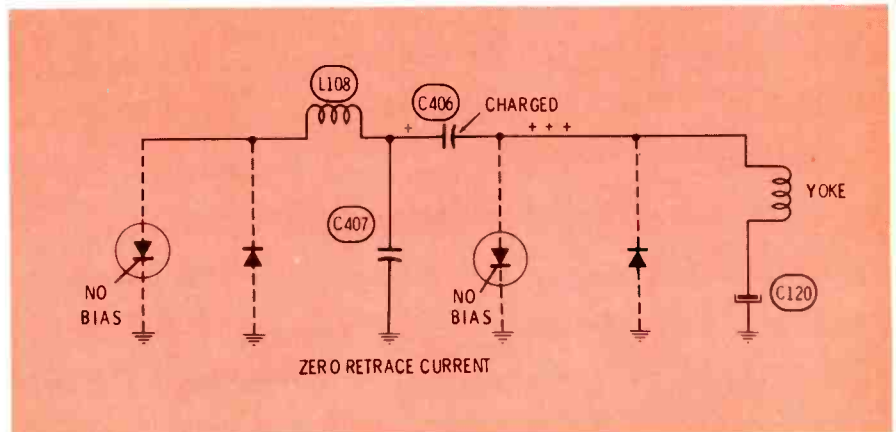 L108
C406
CHARGED
+
+ + +
YOKE
C407
NO
BIAS
NO
BIAS
C120
ZERO RETRACE CURRENT